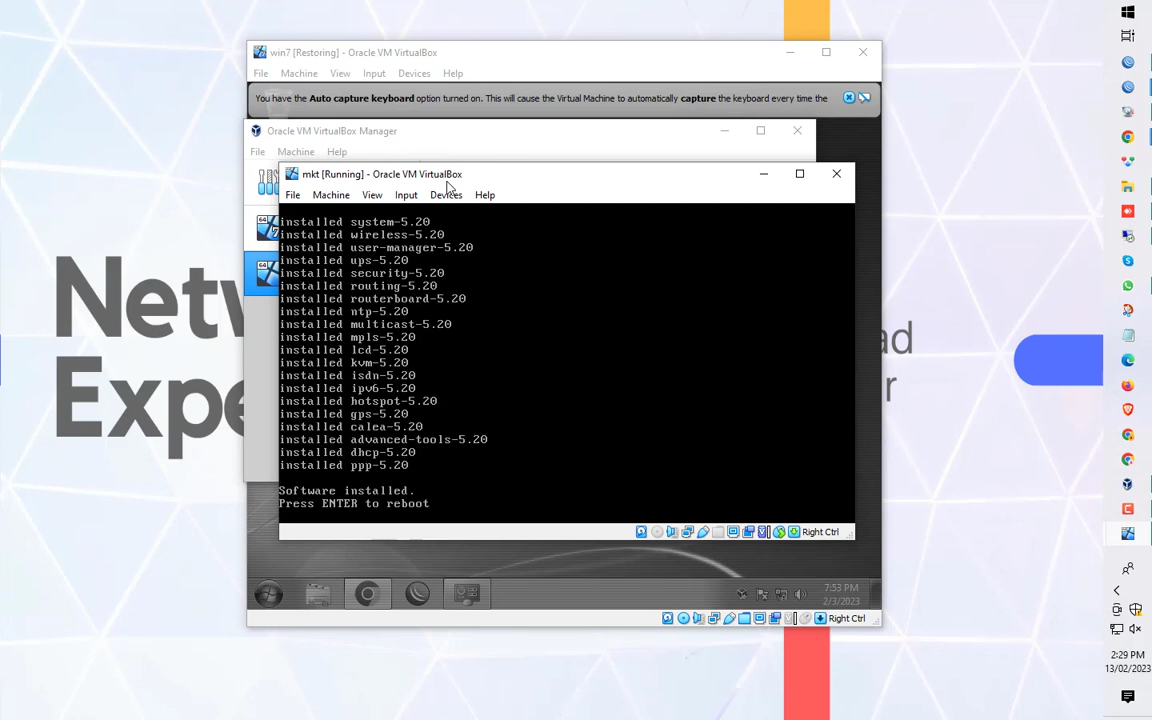 win7 [Restoring] - Oracle VM VirtualBox
File Machine View Input Devices Help
You have the Auto capture keyboard option turned on. This will cause the Virtual Machine to automatically capture the keyboard every time the
Oracle VM VirtualBox Manager
File Machine Help
mkt [Running] - Oracle VM VirtualBox
File Machine View Input Devices Help
installed system-5.20
installed wireless-5.20
installed user-manager-5.20
installed ups-5.20
installed security-5.20
installed routing-5.20
installed routerboard-5.20
installed ntp-5.20
installed multicast-5.20
installed mpls-5.20
installed lcd-5.20
installed kvm-5.20
installed isdn-5.20
installed ipv6-5.20
installed hotspot-5.20
installed gps-5.20
installed calea-5.20
installed advanced-tools-5.20
installed dhcp-5.20
installed ppp-5.20
Software installed.
Press ENTER to reboot
Right Ctrl
7:53 PM
2/3/2023
Right Ctrl
Netw
Expe
ad
r
2:29 PM
13/02/2023